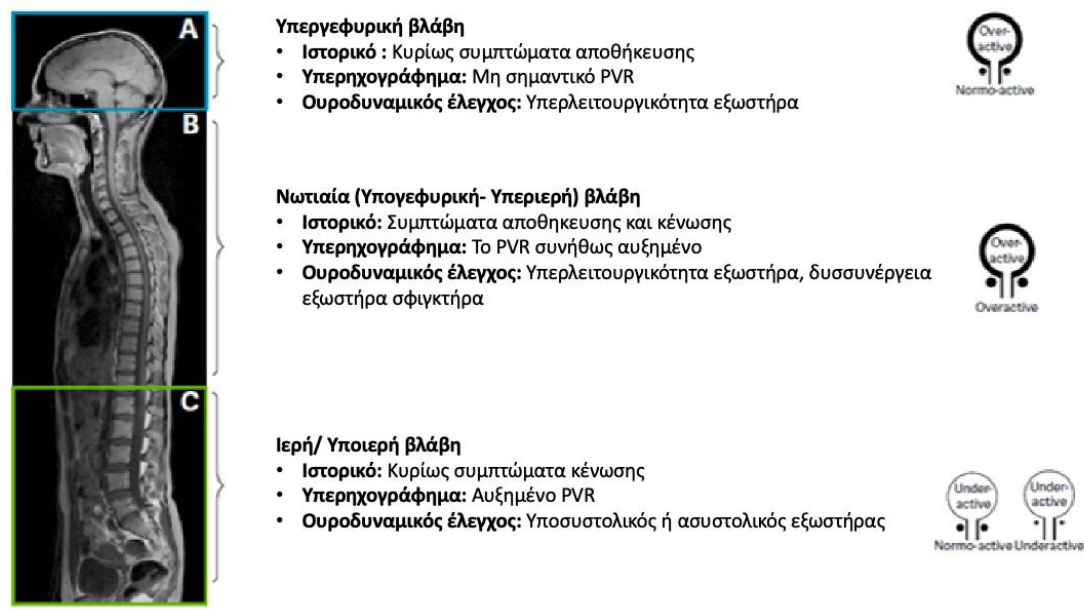 A
Υπεργεφυρική βλάβη
• Ιστορικό : Κυρίως συμπτώματα αποθήκευσης
• Υπερηχογράφημα: Μη σημαντικό PVR
• Ουροδυναμικός έλεγχος: Υπερλειτουργικότητα εξωστήρα
Over-
active
Normo-active
B
Νωτιαία (Υπογεφυρική- Υπεριερή) βλάβη
• Ιστορικό: Συμπτώματα αποθηκευσης και κένωσης
• Υπερηχογράφημα: Το PVR συνήθως αυξημένο
• Ουροδυναμικός έλεγχος: Υπερλειτουργικότητα εξωστήρα, δυσσυνέργεια
εξωστήρα σφιγκτήρα
Over-
active
Overactive
C
Ιερή/ Υποιερή βλάβη
• Ιστορικό: Κυρίως συμπτώματα κένωσης
• Υπερηχογράφημα: Αυξημένο PVR
• Ουροδυναμικός έλεγχος: Υποσυστολικός ή ασυστολικός εξωστήρας
Under-
active
Normo-active
Under-
active
Underactive